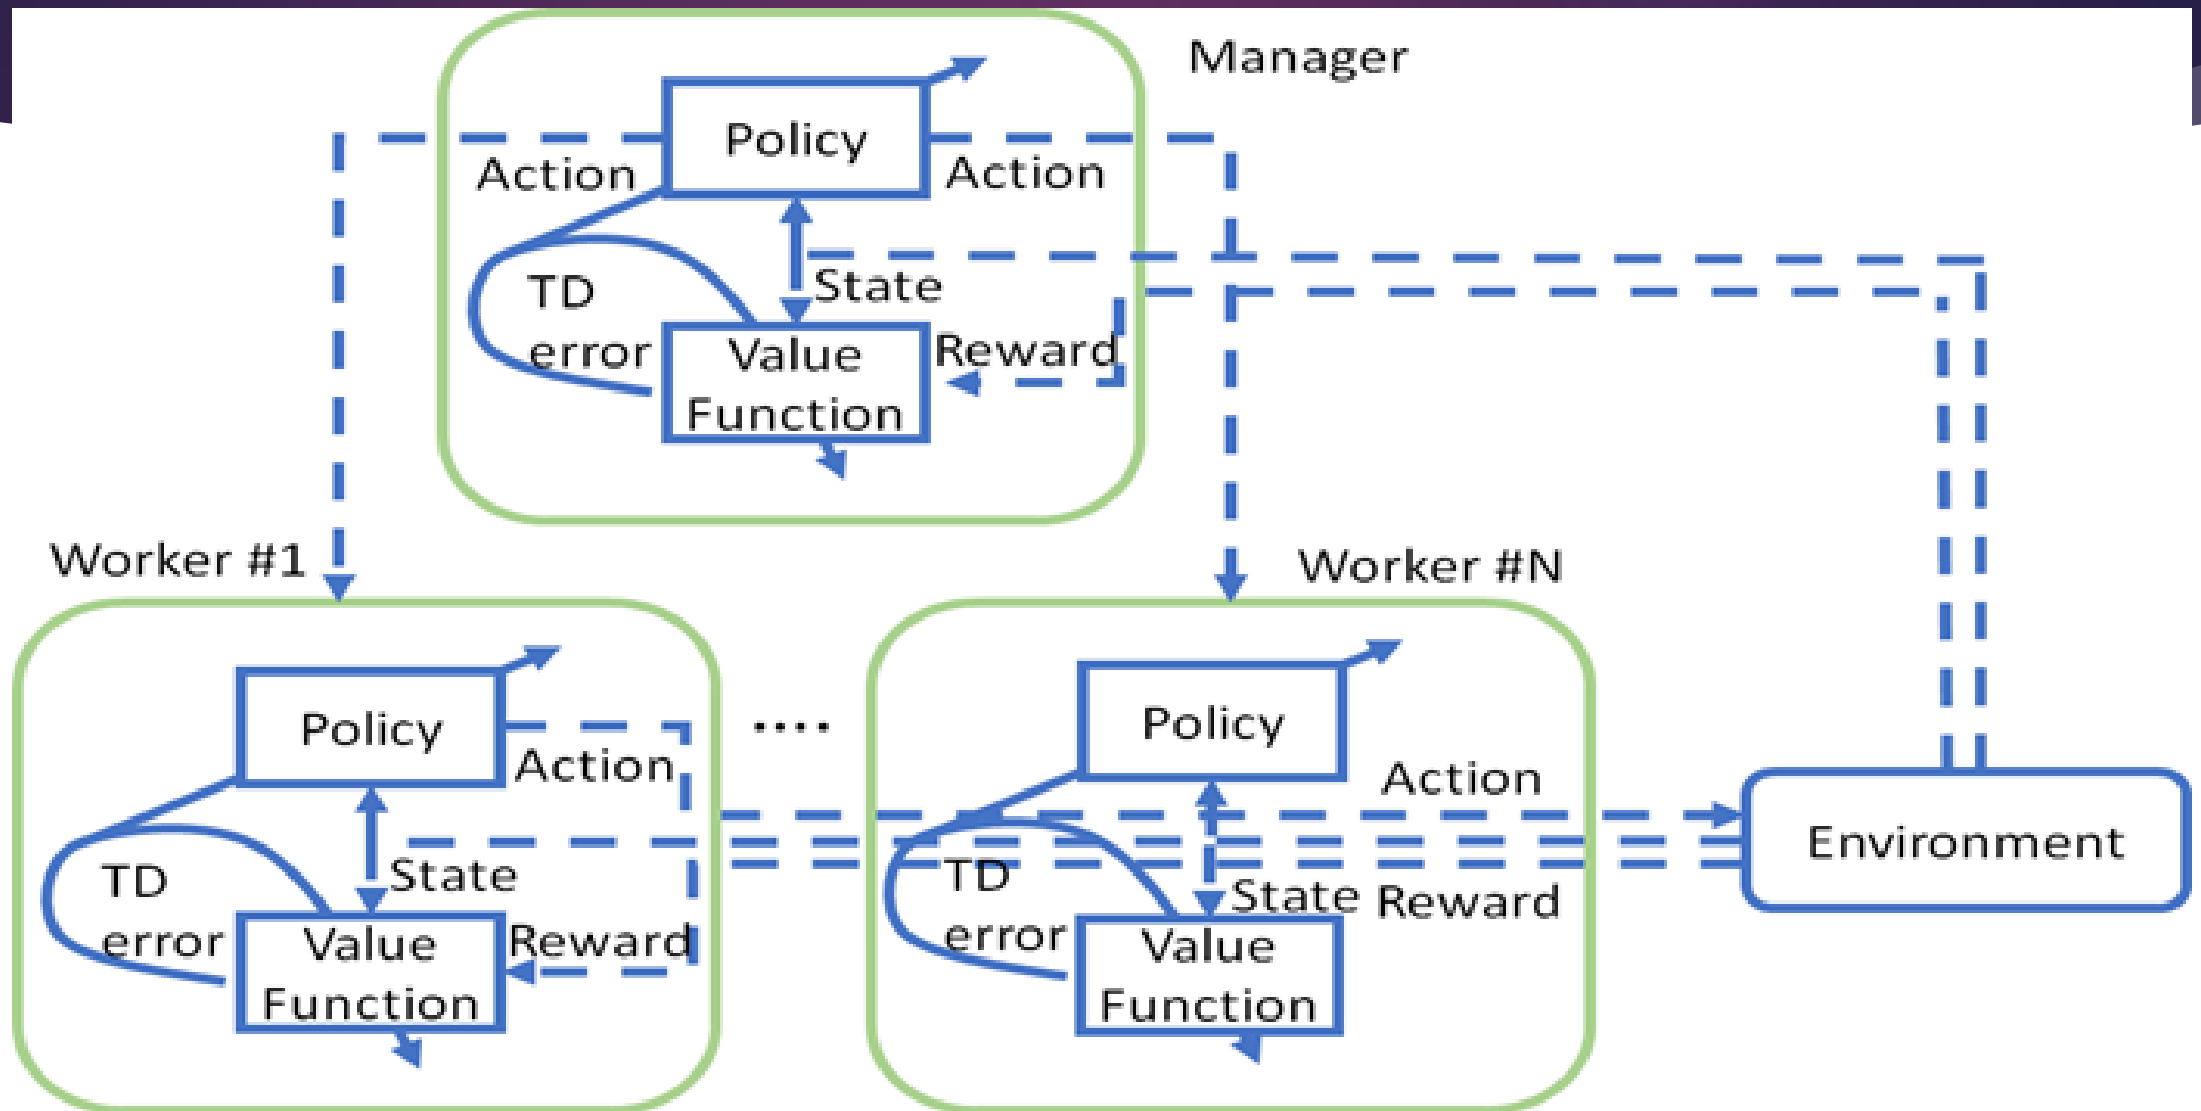 Manager
Policy
Action
Action
TD
error
State
Value
Function
Reward
Worker #1
Worker #N
Policy
Action
TD
error
State
Value
Function
Reward
....
Policy
Action
TD
error
State
Reward
Value
Function
Environment